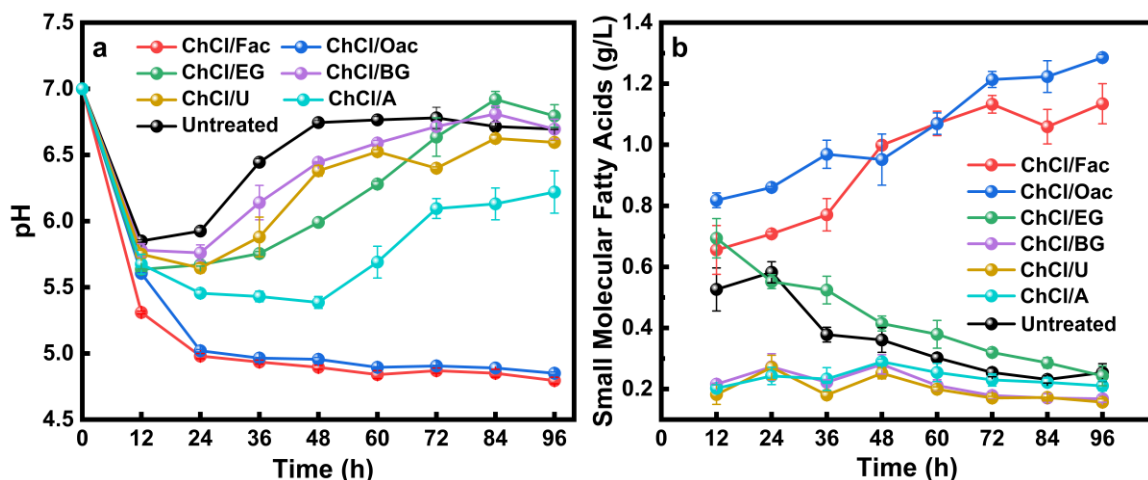 a
ChCl/Fac
ChCl/Oac
ChCl/EG
ChCl/BG
ChCl/U
ChCl/A
Untreated
pH
7.5
7.0
6.5
6.0
5.5
5.0
4.5
0 12 24 36 48 60 72 84 96
Time (h)
b
Small Molecular Fatty Acids (g/L)
1.4
1.2
1.0
0.8
0.6
0.4
0.2
ChCl/Fac
ChCl/Oac
ChCl/EG
ChCl/BG
ChCl/U
ChCl/A
Untreated
12 24 36 48 60 72 84 96
Time (h)